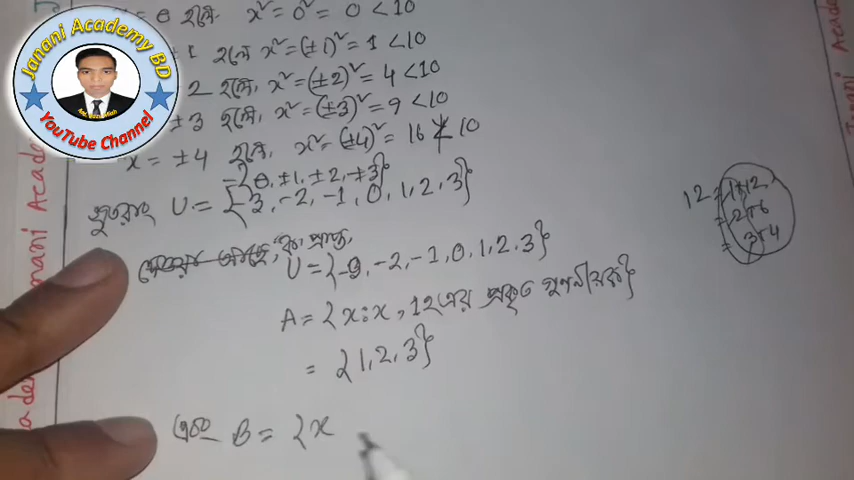 Janani Academy BD
YouTube Channel
= 0 হলে x² = 0² = 0 < 10
± 1 হলে x² = (±1)² = 1 < 10
2 হলে, x² = (±2)² = 4 < 10
± 3 হলে, x² = (±3)² = 9 < 10
x = ±4 হলে, x² = (±4)² = 16 ≮ 10
= {0, ±1, ±2, ±3}
সুতরাং U = {3, -2, -1, 0, 1, 2, 3}
12 = 1×12
= 2×6
= 3×4
প্রাপ্ত,
U = {-3, -2, -1, 0, 1, 2, 3}
A = {x : x, 12 এর প্রকৃত গুণনীয়ক}
= {1, 2, 3}
এবং B = {x
Janani Academy